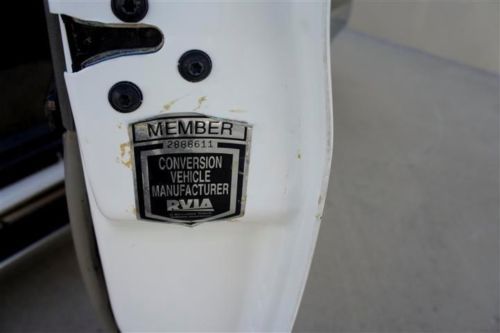 MEMBER
2886611
CONVERSION
VEHICLE
MANUFACTURER
RVIA